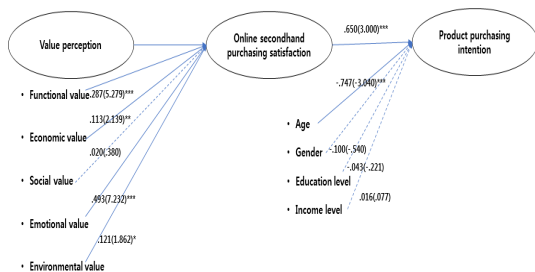 Value perception
Online secondhand
purchasing satisfaction
.650(3.000)***
Product purchasing
intention
• Functional value
.287(5.279)***
.113(2.139)**
• Economic value
.020(.380)
• Social value
.493(7.232)***
• Emotional value
.121(1.862)*
• Environmental value
-.747(-3.040)***
• Age
• Gender
-.100(-.540)
-.043(-.221)
• Education level
.016(.077)
• Income level